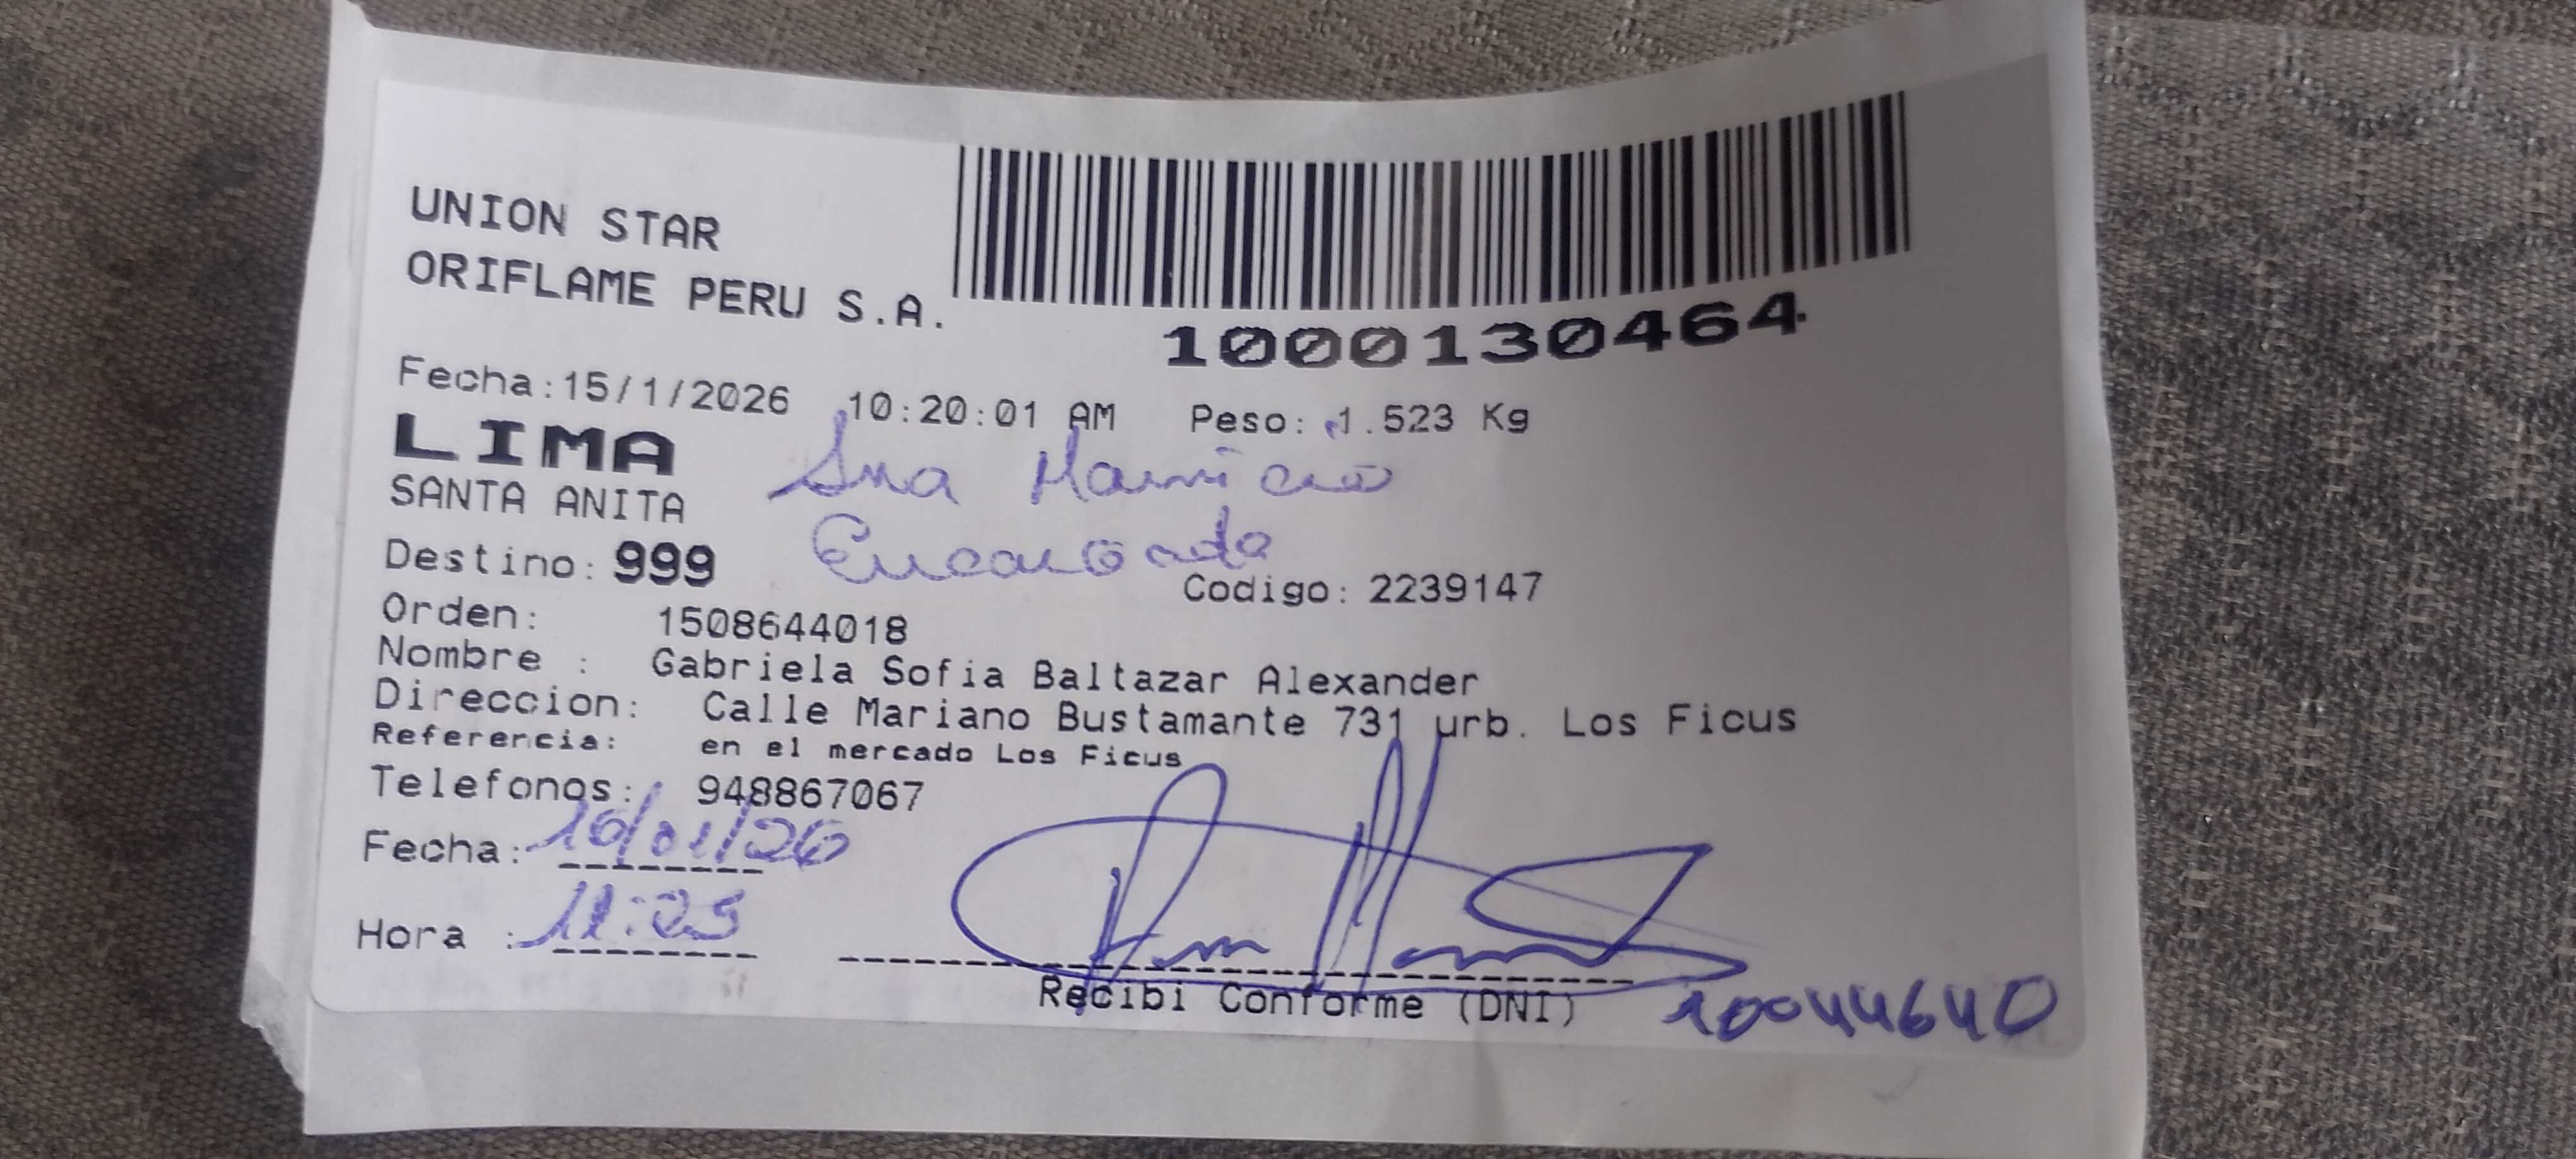 UNION STAR
ORIFLAME PERU S.A.
1000130464
Fecha:15/1/2026 10:20:01 AM Peso: 1.523 Kg
LIMA
SANTA ANITA
Ana Mauricio
Encargada
Destino: 999
Codigo: 2239147
Orden: 1508644018
Nombre : Gabriela Sofia Baltazar Alexander
Direccion: Calle Mariano Bustamante 731 urb. Los Ficus
Referencia: en el mercado Los Ficus
Telefonos: 948867067
Fecha: 16/01/26
Hora : 11:25
Recibi Conforme (DNI) 10044640